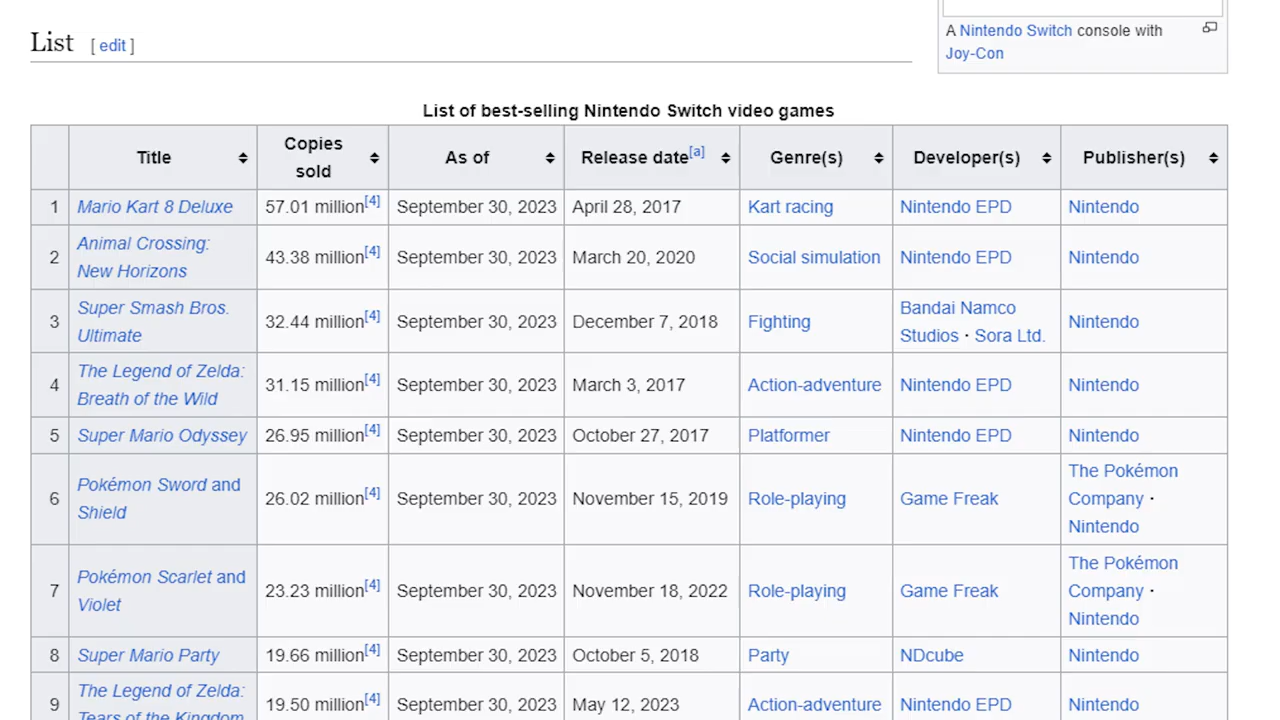 A Nintendo Switch console with
Joy-Con
List [ edit ]
List of best-selling Nintendo Switch video games
Title Copies sold As of Release date[a] Genre(s) Developer(s) Publisher(s)
1 Mario Kart 8 Deluxe 57.01 million[4] September 30, 2023 April 28, 2017 Kart racing Nintendo EPD Nintendo
2 Animal Crossing: New Horizons 43.38 million[4] September 30, 2023 March 20, 2020 Social simulation Nintendo EPD Nintendo
3 Super Smash Bros. Ultimate 32.44 million[4] September 30, 2023 December 7, 2018 Fighting Bandai Namco Studios · Sora Ltd. Nintendo
4 The Legend of Zelda: Breath of the Wild 31.15 million[4] September 30, 2023 March 3, 2017 Action-adventure Nintendo EPD Nintendo
5 Super Mario Odyssey 26.95 million[4] September 30, 2023 October 27, 2017 Platformer Nintendo EPD Nintendo
6 Pokémon Sword and Shield 26.02 million[4] September 30, 2023 November 15, 2019 Role-playing Game Freak The Pokémon Company · Nintendo
7 Pokémon Scarlet and Violet 23.23 million[4] September 30, 2023 November 18, 2022 Role-playing Game Freak The Pokémon Company · Nintendo
8 Super Mario Party 19.66 million[4] September 30, 2023 October 5, 2018 Party NDcube Nintendo
9 The Legend of Zelda: Tears of the Kingdom 19.50 million[4] September 30, 2023 May 12, 2023 Action-adventure Nintendo EPD Nintendo